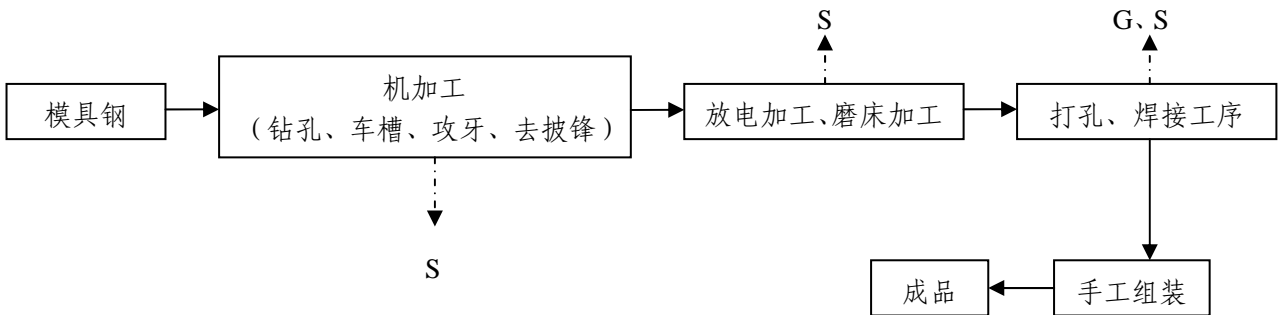 S
G、S
模具钢
机加工
（钻孔、车槽、攻牙、去披锋）
放电加工、磨床加工
打孔、焊接工序
S
成品
手工组装